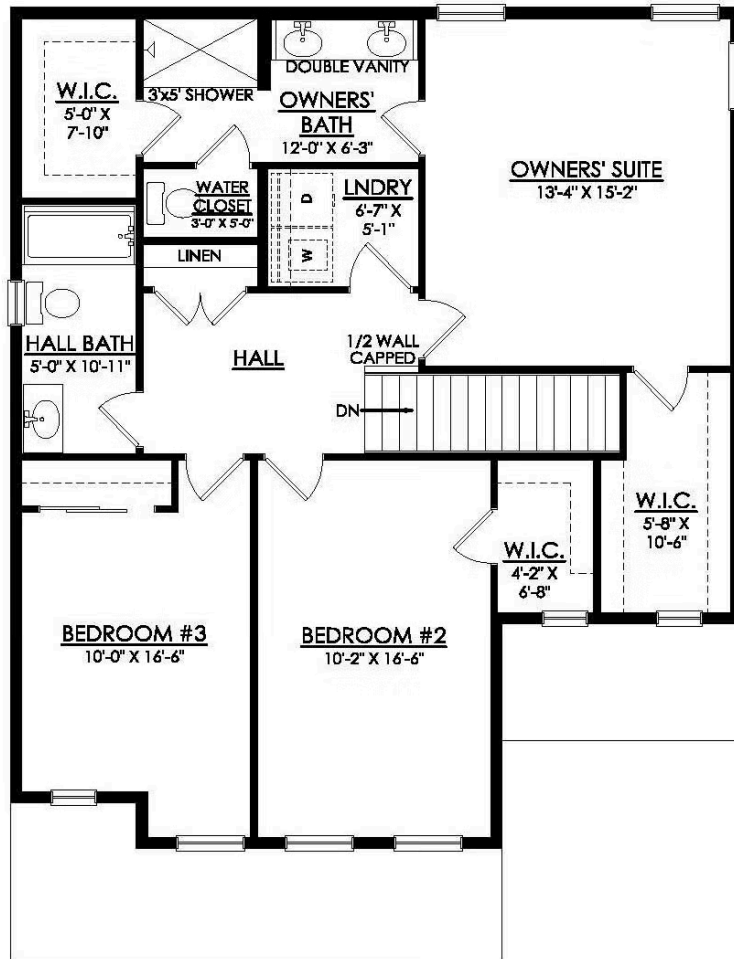 DOUBLE VANITY
W.I.C.
5'-0" X
7'-10"
3'x5' SHOWER
OWNERS'
BATH
12'-0" X 6'-3"
OWNERS' SUITE
13'-4" X 15'-2"
WATER
CLOSET
3'-0" X 5'-0"
D
W
LNDRY
6'-7" X
5'-1"
LINEN
HALL BATH
5'-0" X 10'-11"
HALL
1/2 WALL
CAPPED
DN
W.I.C.
5'-8" X
10'-6"
W.I.C.
4'-2" X
6'-8"
BEDROOM #3
10'-0" X 16'-6"
BEDROOM #2
10'-2" X 16'-6"